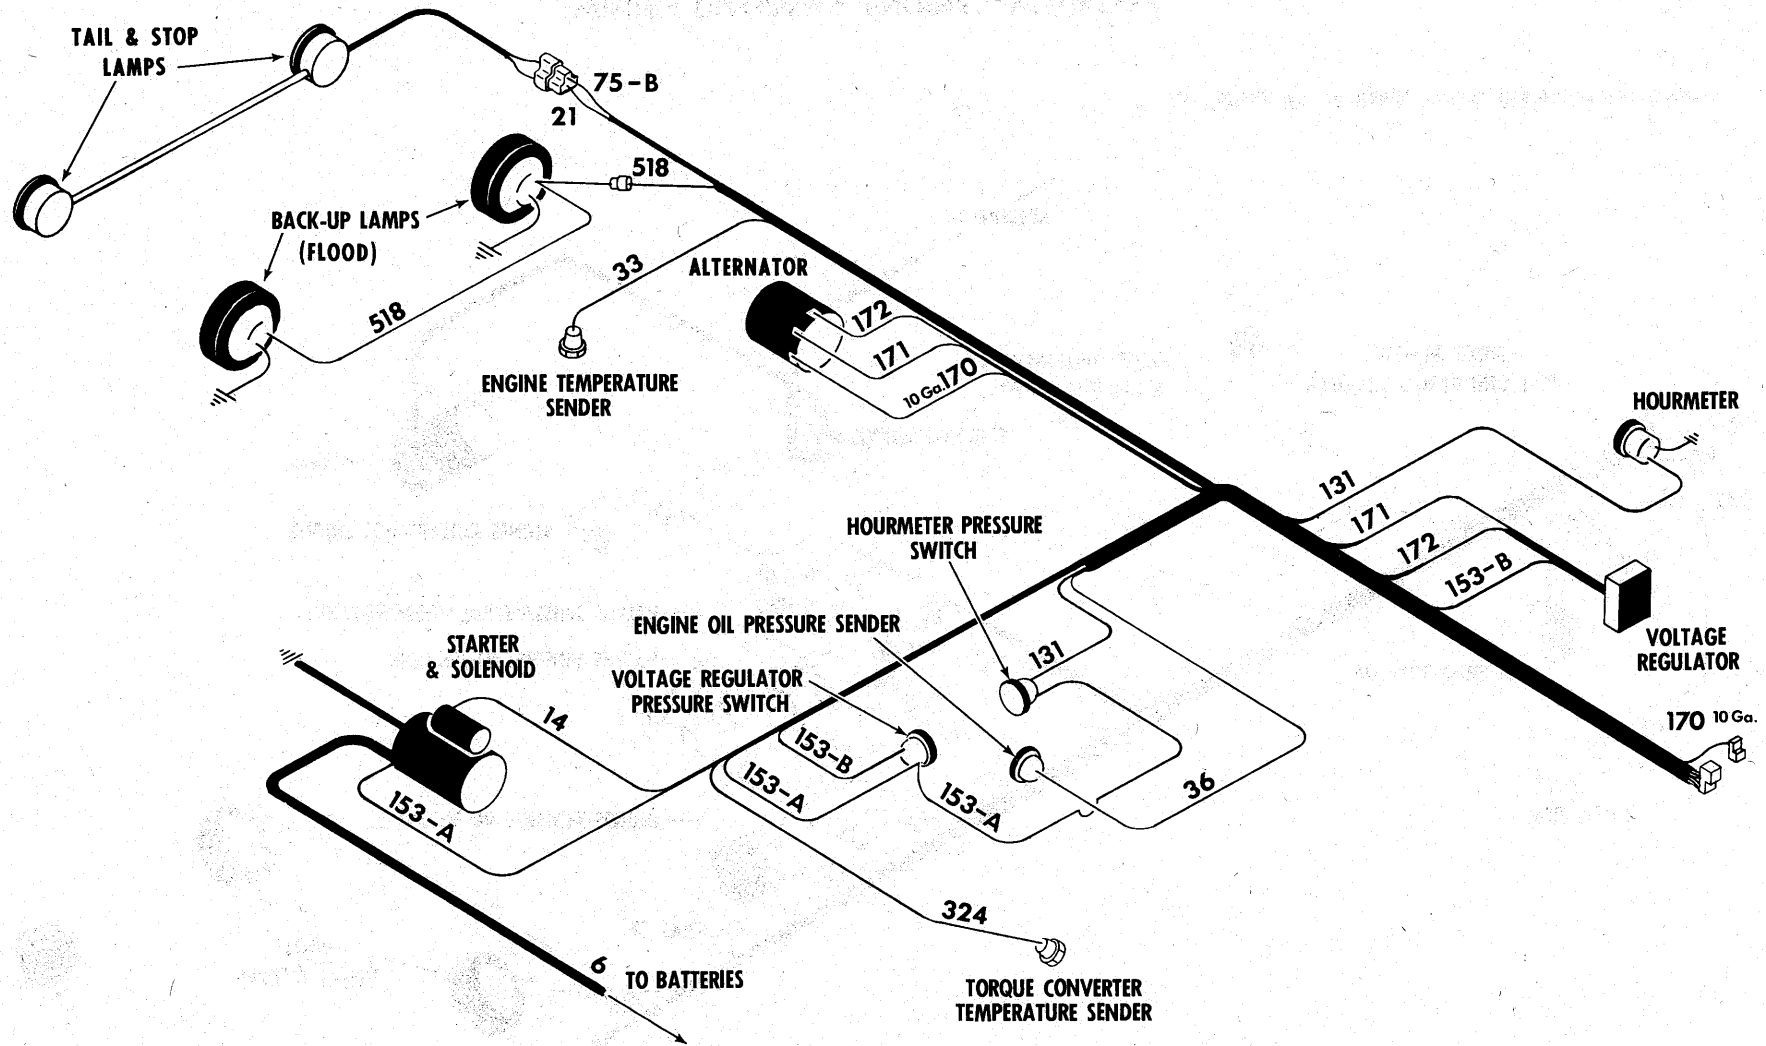 TAIL & STOP
LAMPS
75-B
21
518
BACK-UP LAMPS
(FLOOD)
33
ALTERNATOR
518
172
171
10 Ga. 170
ENGINE TEMPERATURE
SENDER
HOURMETER
131
171
172
153-B
HOURMETER PRESSURE
SWITCH
ENGINE OIL PRESSURE SENDER
131
STARTER
& SOLENOID
VOLTAGE REGULATOR
PRESSURE SWITCH
VOLTAGE
REGULATOR
170 10 Ga.
14
153-B
153-A
153-A
36
153-A
324
6 TO BATTERIES
TORQUE CONVERTER
TEMPERATURE SENDER